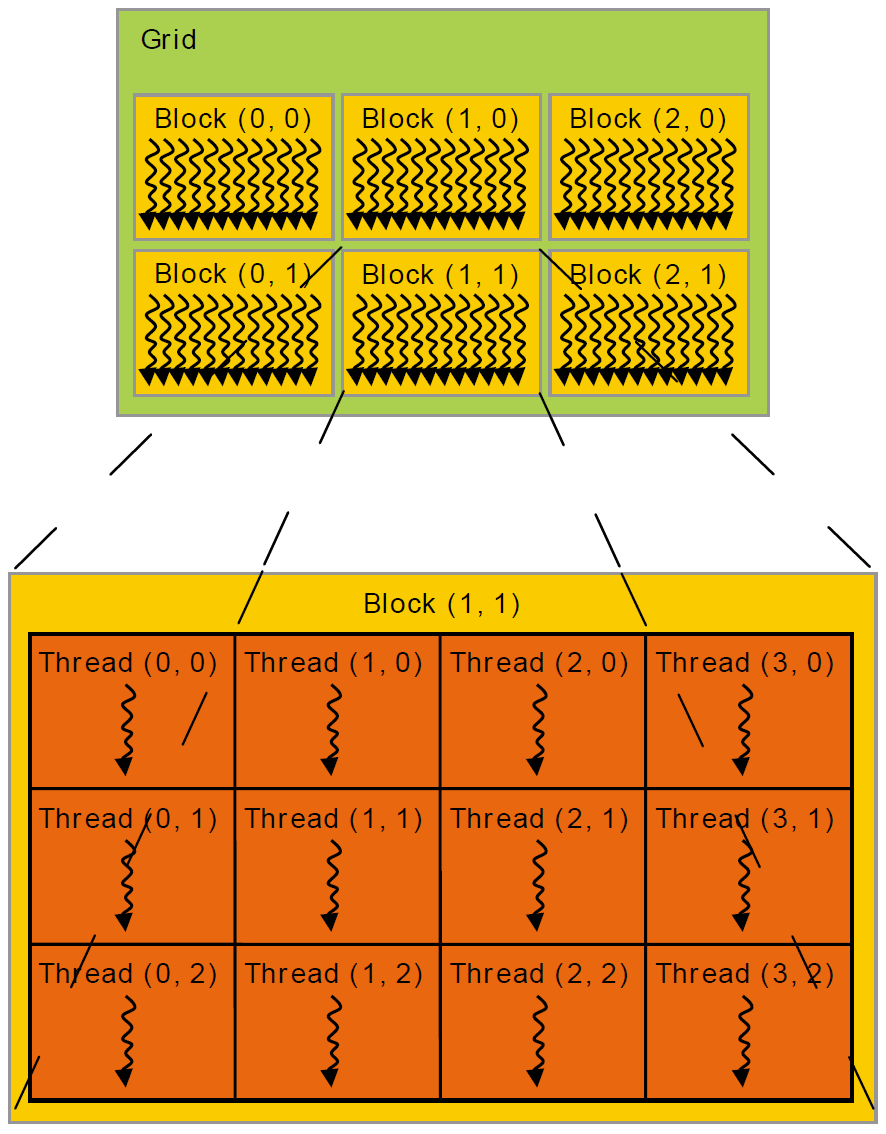 Grid
Block (0, 0) Block (1, 0) Block (2, 0)
Block (0, 1) Block (1, 1) Block (2, 1)
Block (1, 1)
Thread (0, 0) Thread (1, 0) Thread (2, 0) Thread (3, 0)
Thread (0, 1) Thread (1, 1) Thread (2, 1) Thread (3, 1)
Thread (0, 2) Thread (1, 2) Thread (2, 2) Thread (3, 2)